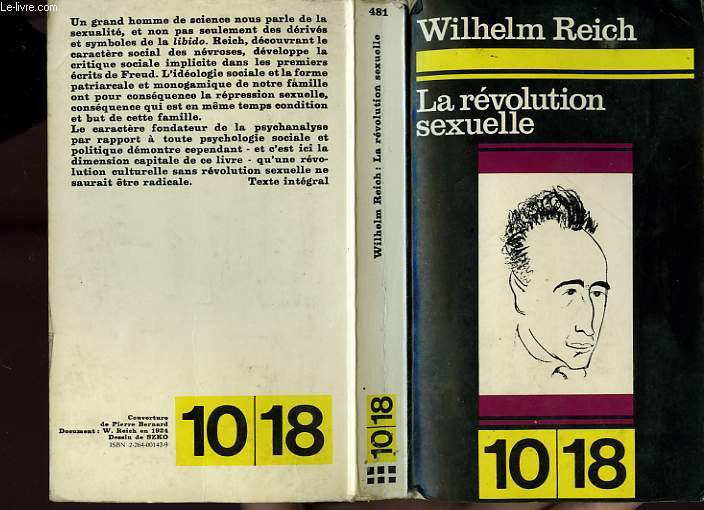 Le-livre.com
Un grand homme de science nous parle de la
sexualité, et non pas seulement des dérivés
et symboles de la libido. Reich, découvrant le
caractère social des névroses, développe la
critique sociale implicite dans les premiers
écrits de Freud. L'idéologie sociale et la forme
patriarcale et monogamique de notre famille
ont pour conséquence la répression sexuelle,
conséquence qui est en même temps condition
et but de cette famille.
Le caractère fondateur de la psychanalyse
par rapport à toute psychologie sociale et
politique démontre cependant - et c'est ici la
dimension capitale de ce livre - qu'une révo-
lution culturelle sans révolution sexuelle ne
saurait être radicale. Texte intégral
Couverture
de Pierre Bernard
Document : W. Reich en 1924
Dessin de SZKO
ISBN 2-264-00142-9
10 18
481
Wilhelm Reich : La révolution sexuelle
10 18
Wilhelm Reich
La révolution
sexuelle
10 18